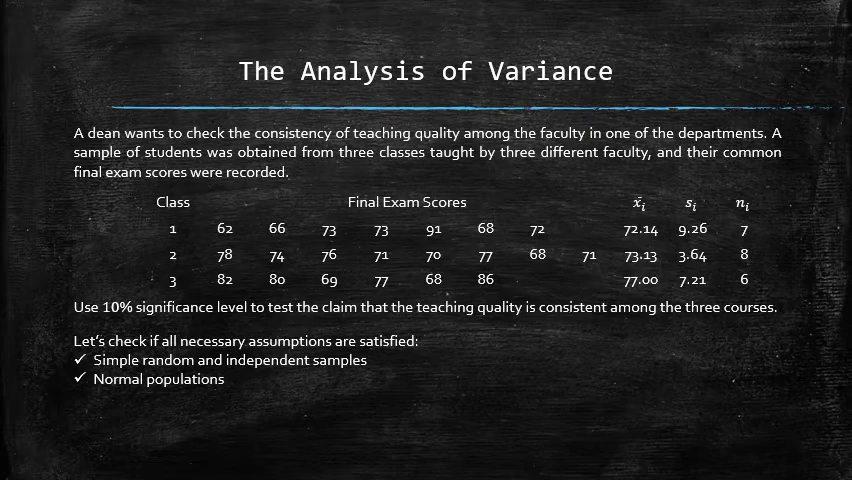 The Analysis of Variance
A dean wants to check the consistency of teaching quality among the faculty in one of the departments. A
sample of students was obtained from three classes taught by three different faculty, and their common
final exam scores were recorded.
Class Final Exam Scores x̄ᵢ sᵢ nᵢ
1 62 66 73 73 91 68 72 72.14 9.26 7
2 78 74 76 71 70 77 68 71 73.13 3.64 8
3 82 80 69 77 68 86 77.00 7.21 6
Use 10% significance level to test the claim that the teaching quality is consistent among the three courses.
Let's check if all necessary assumptions are satisfied:
✓ Simple random and independent samples
✓ Normal populations